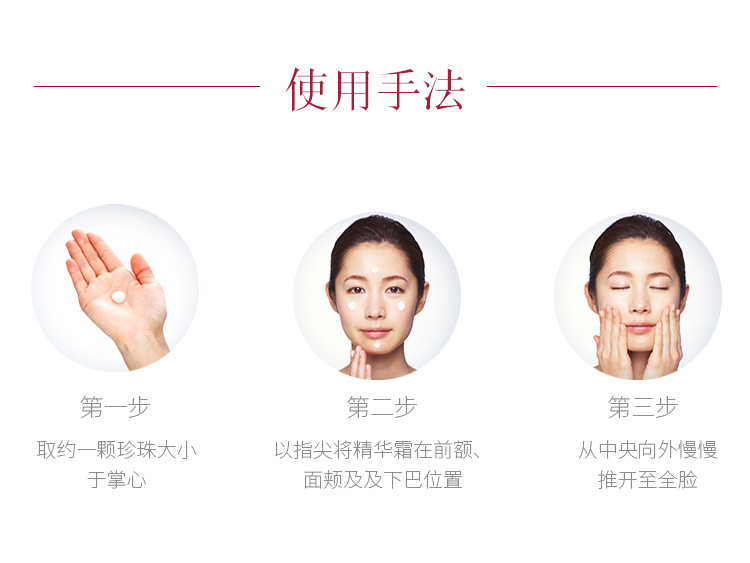 使用手法
第一步
取约一颗珍珠大小
于掌心
第二步
以指尖将精华霜在前额、
面颊及及下巴位置
第三步
从中央向外慢慢
推开至全脸